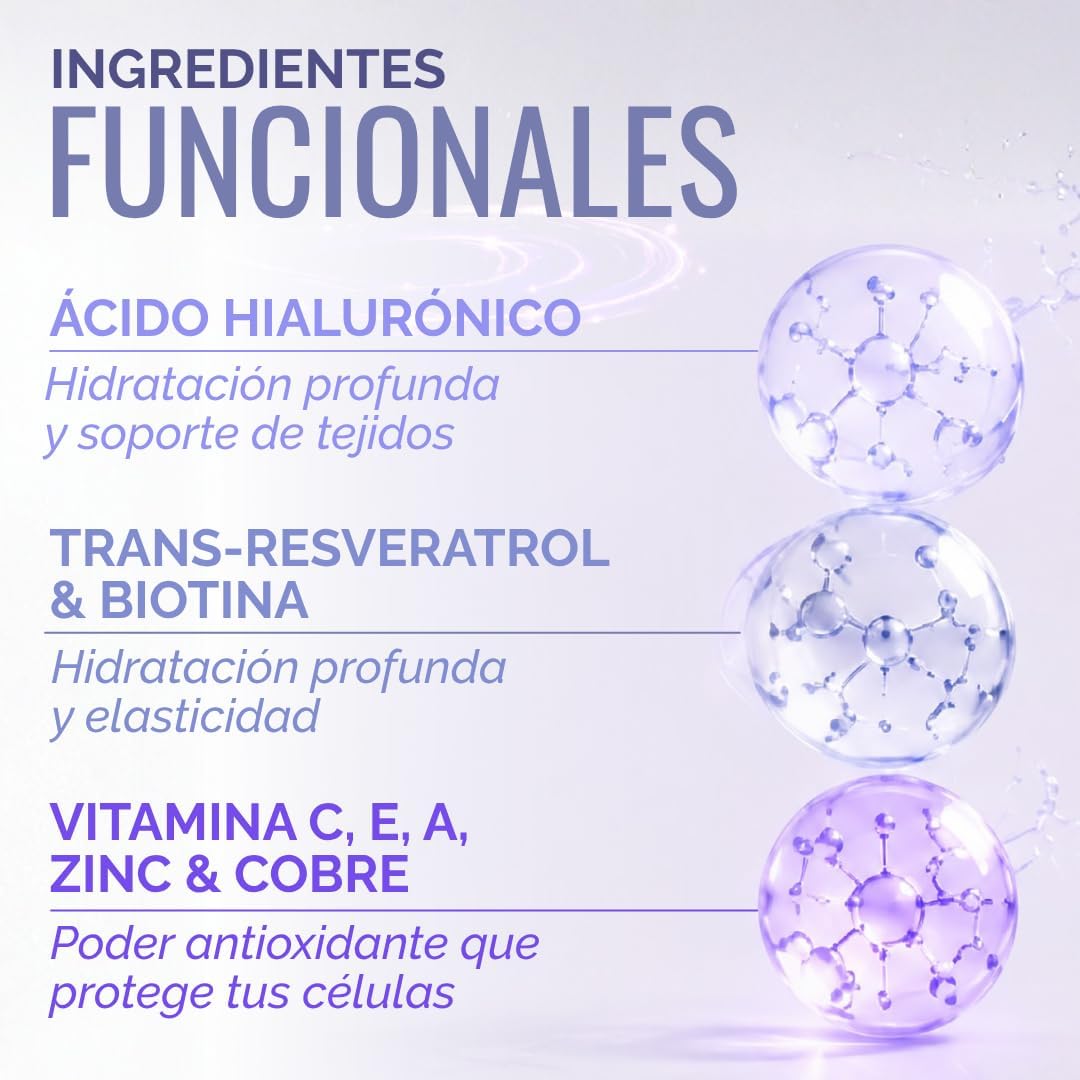 INGREDIENTES
FUNCIONALES
ÁCIDO HIALURÓNICO
Hidratación profunda
y soporte de tejidos
TRANS-RESVERATROL
& BIOTINA
Hidratación profunda
y elasticidad
VITAMINA C, E, A,
ZINC & COBRE
Poder antioxidante que
protege tus células